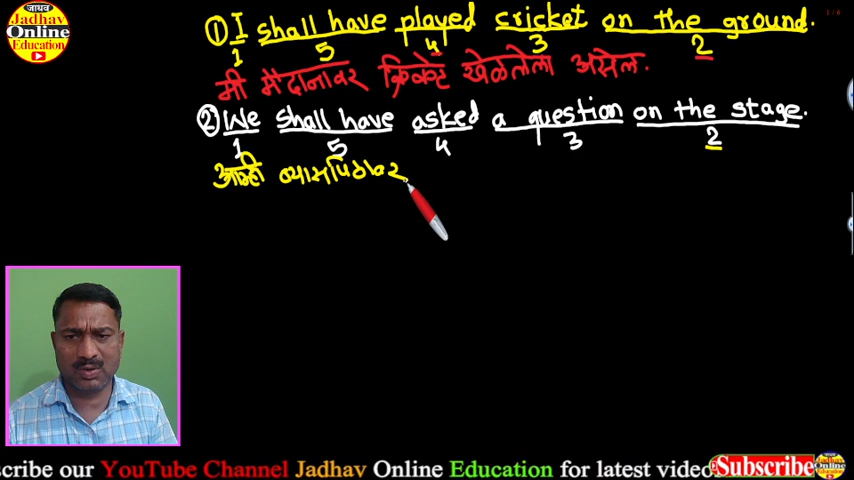 जाधव
Jadhav
Online
Education
① I shall have played cricket on the ground.
1 5 4 3 2
मी मैदानावर क्रिकेट खेळलेला असेल.
② We shall have asked a question on the stage.
1 5 4 3 2
आम्ही व्यासपिठावर
scribe our YouTube Channel Jadhav Online Education for latest video
Subscribe